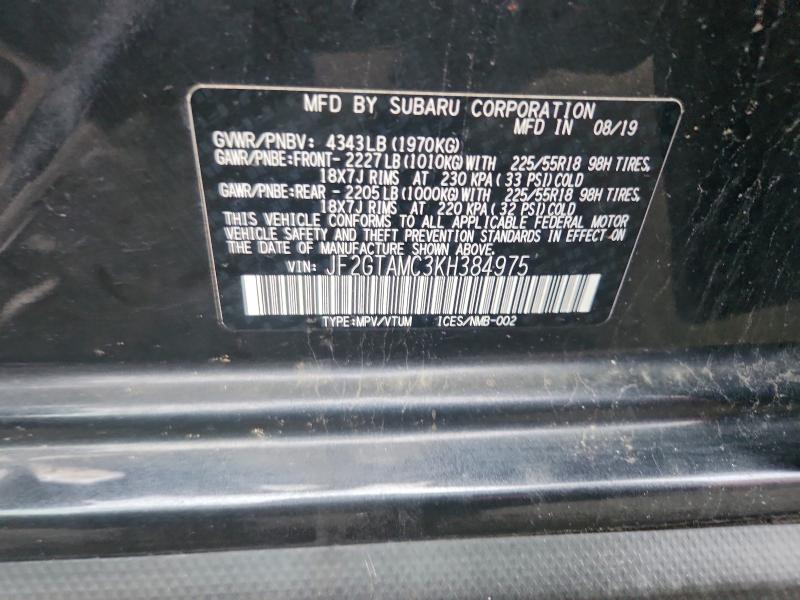 MFD BY SUBARU CORPORATION
MFD IN 08/19
GVWR/PNBV: 4343LB (1970KG)
GAWR/PNBE:FRONT- 2227LB (1010KG) WITH 225/55R18 98H TIRES,
18X7J RIMS AT 230 KPA ( 33 PSI) COLD
GAWR/PNBE:REAR - 2205LB (1000KG) WITH 225/55R18 98H TIRES,
18X7J RIMS AT 220 KPA ( 32 PSI) COLD
THIS VEHICLE CONFORMS TO ALL APPLICABLE FEDERAL MOTOR
VEHICLE SAFETY AND THEFT PREVENTION STANDARDS IN EFFECT ON
THE DATE OF MANUFACTURE SHOWN ABOVE.
VIN: JF2GTAMC3KH384975
TYPE:MPV/VTUM ICES/NMB-002